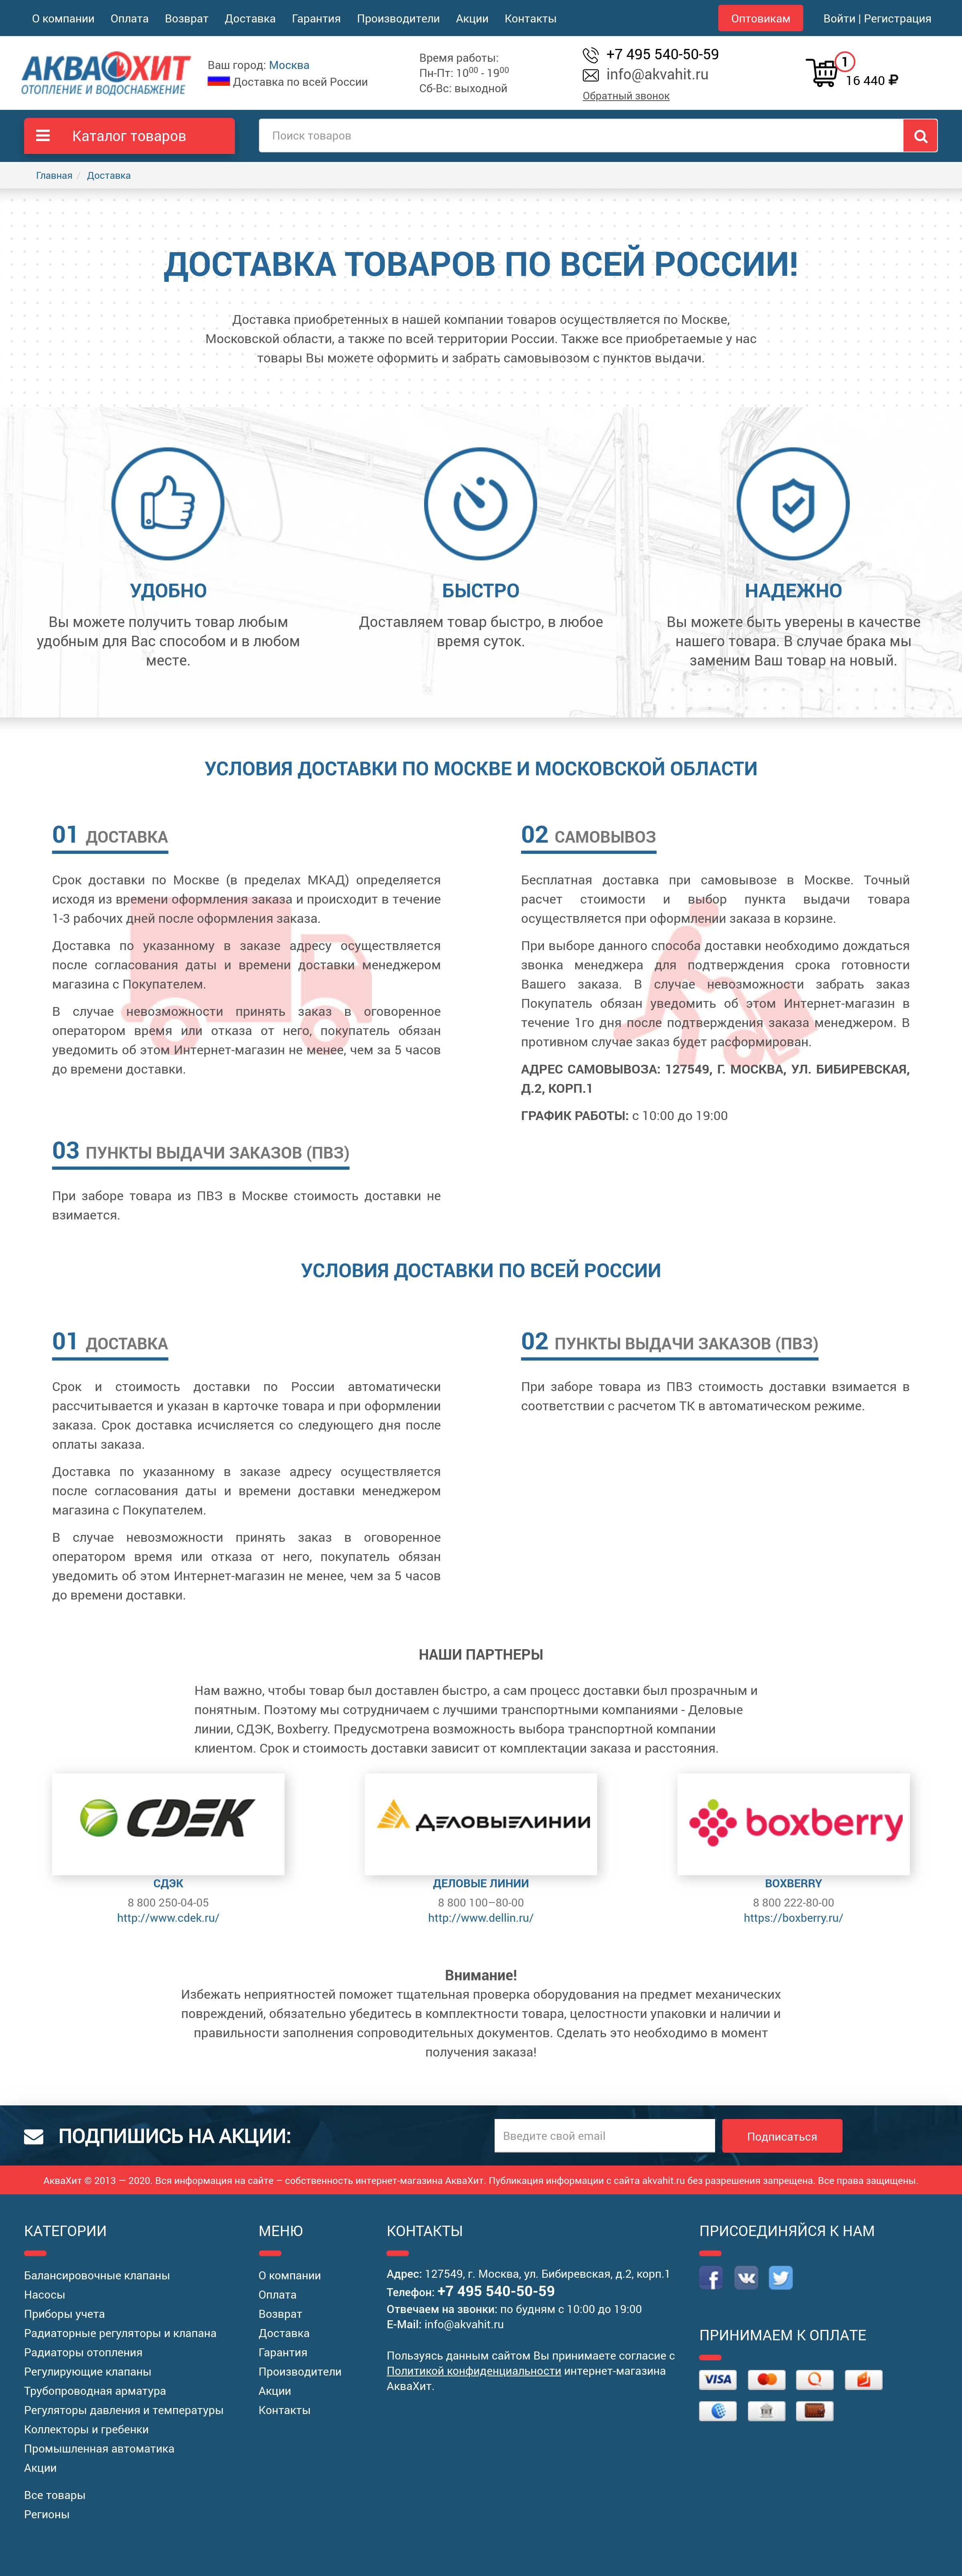 О компании Оплата Возврат Доставка Гарантия Производители Акции Контакты Оптовикам Войти | Регистрация
АКВАХИТ
ОТОПЛЕНИЕ И ВОДОСНАБЖЕНИЕ
Ваш город: Москва
Доставка по всей России
Время работы:
Пн-Пт: 10⁰⁰ - 19⁰⁰
Сб-Вс: выходной
+7 495 540-50-59
info@akvahit.ru
Обратный звонок
1
16 440 ₽
Каталог товаров
Поиск товаров
Главная / Доставка
ДОСТАВКА ТОВАРОВ ПО ВСЕЙ РОССИИ!
Доставка приобретенных в нашей компании товаров осуществляется по Москве,
Московской области, а также по всей территории России. Также все приобретаемые у нас
товары Вы можете оформить и забрать самовывозом с пунктов выдачи.
УДОБНО
Вы можете получить товар любым
удобным для Вас способом и в любом
месте.
БЫСТРО
Доставляем товар быстро, в любое
время суток.
НАДЕЖНО
Вы можете быть уверены в качестве
нашего товара. В случае брака мы
заменим Ваш товар на новый.
УСЛОВИЯ ДОСТАВКИ ПО МОСКВЕ И МОСКОВСКОЙ ОБЛАСТИ
01 ДОСТАВКА
Срок доставки по Москве (в пределах МКАД) определяется
исходя из времени оформления заказа и происходит в течение
1-3 рабочих дней после оформления заказа.
Доставка по указанному в заказе адресу осуществляется
после согласования даты и времени доставки менеджером
магазина с Покупателем.
В случае невозможности принять заказ в оговоренное
оператором время или отказа от него, покупатель обязан
уведомить об этом Интернет-магазин не менее, чем за 5 часов
до времени доставки.
02 САМОВЫВОЗ
Бесплатная доставка при самовывозе в Москве. Точный
расчет стоимости и выбор пункта выдачи товара
осуществляется при оформлении заказа в корзине.
При выборе данного способа доставки необходимо дождаться
звонка менеджера для подтверждения срока готовности
Вашего заказа. В случае невозможности забрать заказ
Покупатель обязан уведомить об этом Интернет-магазин в
течение 1го дня после подтверждения заказа менеджером. В
противном случае заказ будет расформирован.
АДРЕС САМОВЫВОЗА: 127549, Г. МОСКВА, УЛ. БИБИРЕВСКАЯ,
Д.2, КОРП.1
ГРАФИК РАБОТЫ: с 10:00 до 19:00
03 ПУНКТЫ ВЫДАЧИ ЗАКАЗОВ (ПВЗ)
При заборе товара из ПВЗ в Москве стоимость доставки не
взимается.
УСЛОВИЯ ДОСТАВКИ ПО ВСЕЙ РОССИИ
01 ДОСТАВКА
Срок и стоимость доставки по России автоматически
рассчитывается и указан в карточке товара и при оформлении
заказа. Срок доставка исчисляется со следующего дня после
оплаты заказа.
Доставка по указанному в заказе адресу осуществляется
после согласования даты и времени доставки менеджером
магазина с Покупателем.
В случае невозможности принять заказ в оговоренное
оператором время или отказа от него, покупатель обязан
уведомить об этом Интернет-магазин не менее, чем за 5 часов
до времени доставки.
02 ПУНКТЫ ВЫДАЧИ ЗАКАЗОВ (ПВЗ)
При заборе товара из ПВЗ стоимость доставки взимается в
соответствии с расчетом ТК в автоматическом режиме.
НАШИ ПАРТНЕРЫ
Нам важно, чтобы товар был доставлен быстро, а сам процесс доставки был прозрачным и
понятным. Поэтому мы сотрудничаем с лучшими транспортными компаниями - Деловые
линии, СДЭК, Boxberry. Предусмотрена возможность выбора транспортной компании
клиентом. Срок и стоимость доставки зависит от комплектации заказа и расстояния.
CDEK
СДЭК
8 800 250-04-05
http://www.cdek.ru/
ДЕЛОВЫЕЛИНИИ
ДЕЛОВЫЕ ЛИНИИ
8 800 100–80-00
http://www.dellin.ru/
boxberry
BOXBERRY
8 800 222-80-00
https://boxberry.ru/
Внимание!
Избежать неприятностей поможет тщательная проверка оборудования на предмет механических
повреждений, обязательно убедитесь в комплектности товара, целостности упаковки и наличии и
правильности заполнения сопроводительных документов. Сделать это необходимо в момент
получения заказа!
ПОДПИШИСЬ НА АКЦИИ:
Введите свой email
Подписаться
АкваХит © 2013 — 2020. Вся информация на сайте – собственность интернет-магазина АкваХит. Публикация информации с сайта akvahit.ru без разрешения запрещена. Все права защищены.
КАТЕГОРИИ
Балансировочные клапаны
Насосы
Приборы учета
Радиаторные регуляторы и клапана
Радиаторы отопления
Регулирующие клапаны
Трубопроводная арматура
Регуляторы давления и температуры
Коллекторы и гребенки
Промышленная автоматика
Акции
Все товары
Регионы
МЕНЮ
О компании
Оплата
Возврат
Доставка
Гарантия
Производители
Акции
Контакты
КОНТАКТЫ
Адрес: 127549, г. Москва, ул. Бибиревская, д.2, корп.1
Телефон: +7 495 540-50-59
Отвечаем на звонки: по будням с 10:00 до 19:00
E-Mail: info@akvahit.ru
Пользуясь данным сайтом Вы принимаете согласие с
Политикой конфиденциальности интернет-магазина
АкваХит.
ПРИСОЕДИНЯЙСЯ К НАМ
ПРИНИМАЕМ К ОПЛАТЕ
VISA